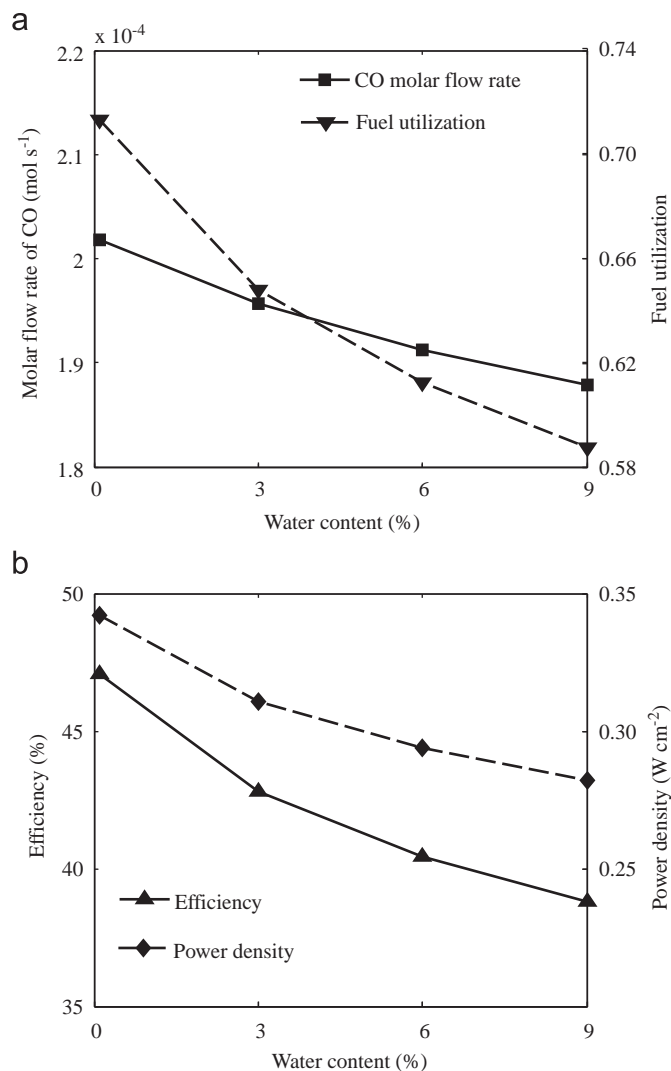 a
x 10⁻⁴
2.2
0.74
CO molar flow rate
Fuel utilization
2.1
0.70
Molar flow rate of CO (mol s⁻¹)
2
0.66
Fuel utilization
1.9
0.62
1.8
0.58
0 3 6 9
Water content (%)
b
50
0.35
45
0.30
Efficiency (%)
Power density (W cm⁻²)
40
0.25
Efficiency
Power density
35
0 3 6 9
Water content (%)